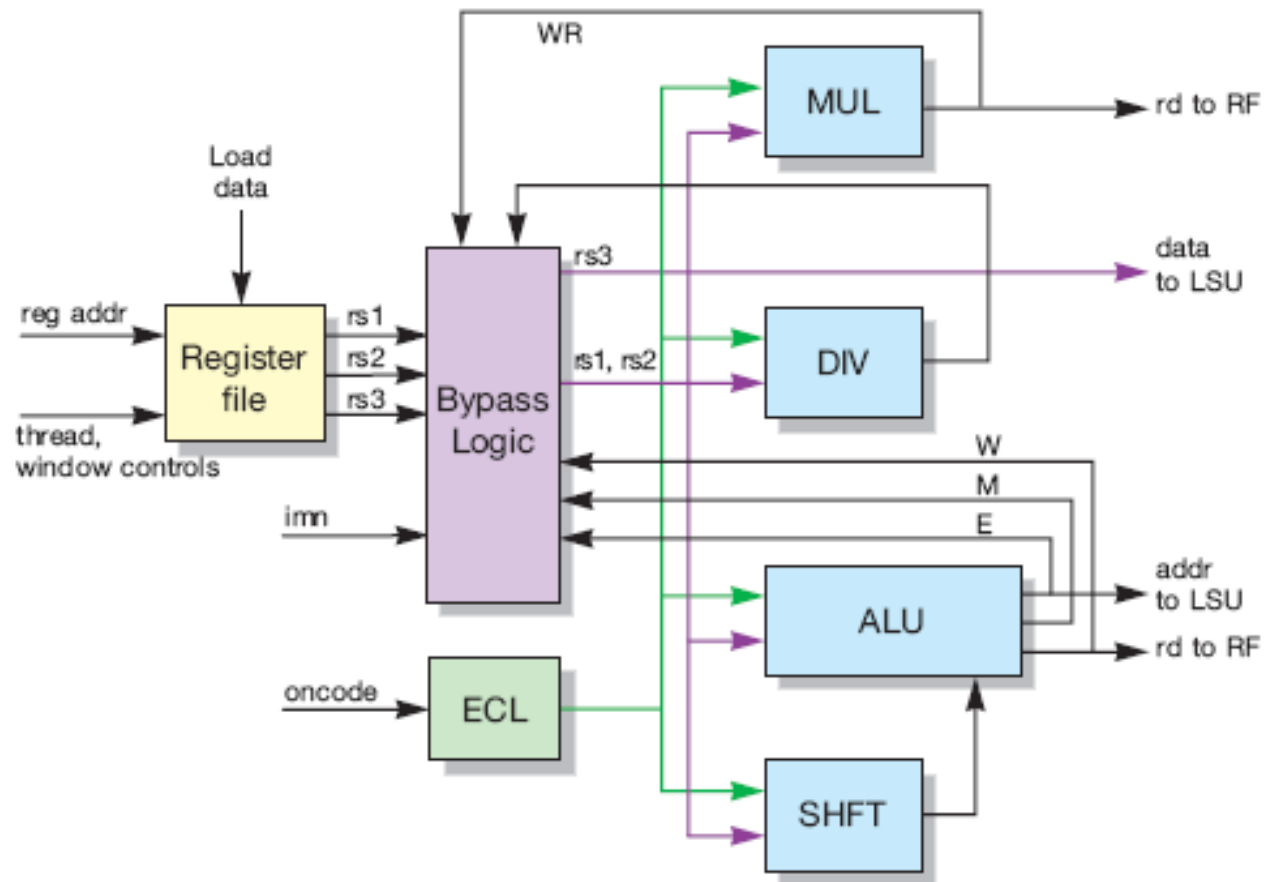 WR
MUL
rd to RF
Load
data
rs3
data
to LSU
reg addr
rs1
Register
file
rs2
rs3
thread,
window controls
Bypass
Logic
rs1, rs2
DIV
W
M
E
imn
ALU
addr
to LSU
rd to RF
oncode
ECL
SHFT